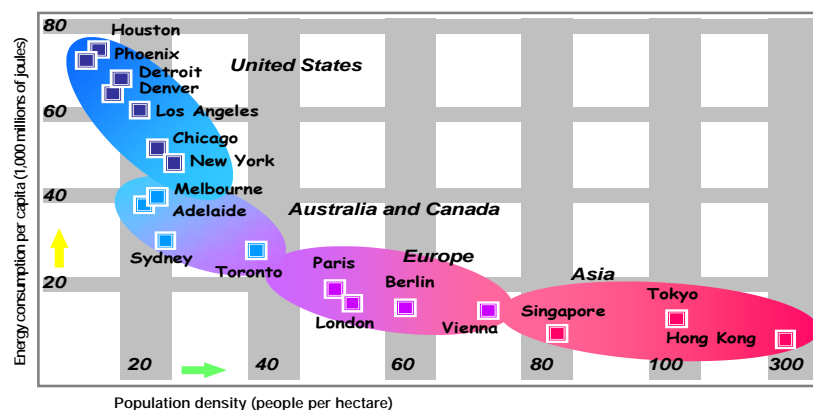 80
Houston
Phoenix
United States
Detroit
Denver
60
Los Angeles
Chicago
New York
40
Melbourne
Adelaide
Australia and Canada
Sydney
Toronto
Paris
Europe
Berlin
Asia
20
London
Vienna
Singapore
Tokyo
Hong Kong
20
40
60
80
100
300
Energy consumption per capita (1,000 millions of joules)
Population density (people per hectare)